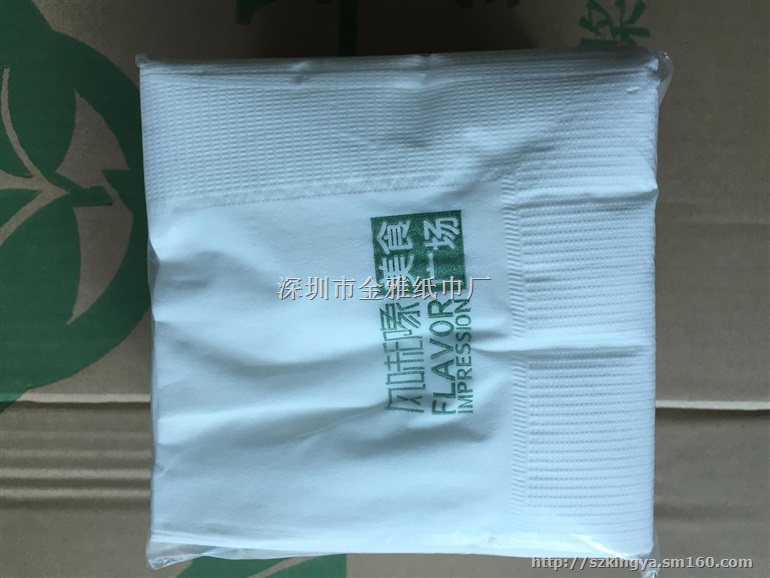 风味印象
美食
广场
FLAVOR
IMPRESSION
深圳市金雅纸巾厂
http://szkingya.sm160.com